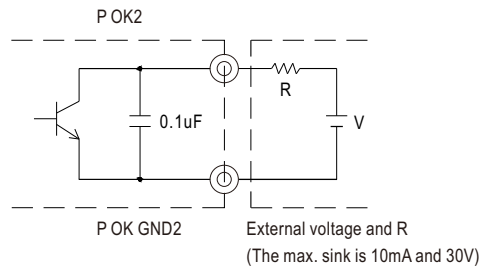 P OK2
R
0.1uF
V
P OK GND2
External voltage and R
(The max. sink is 10mA and 30V)